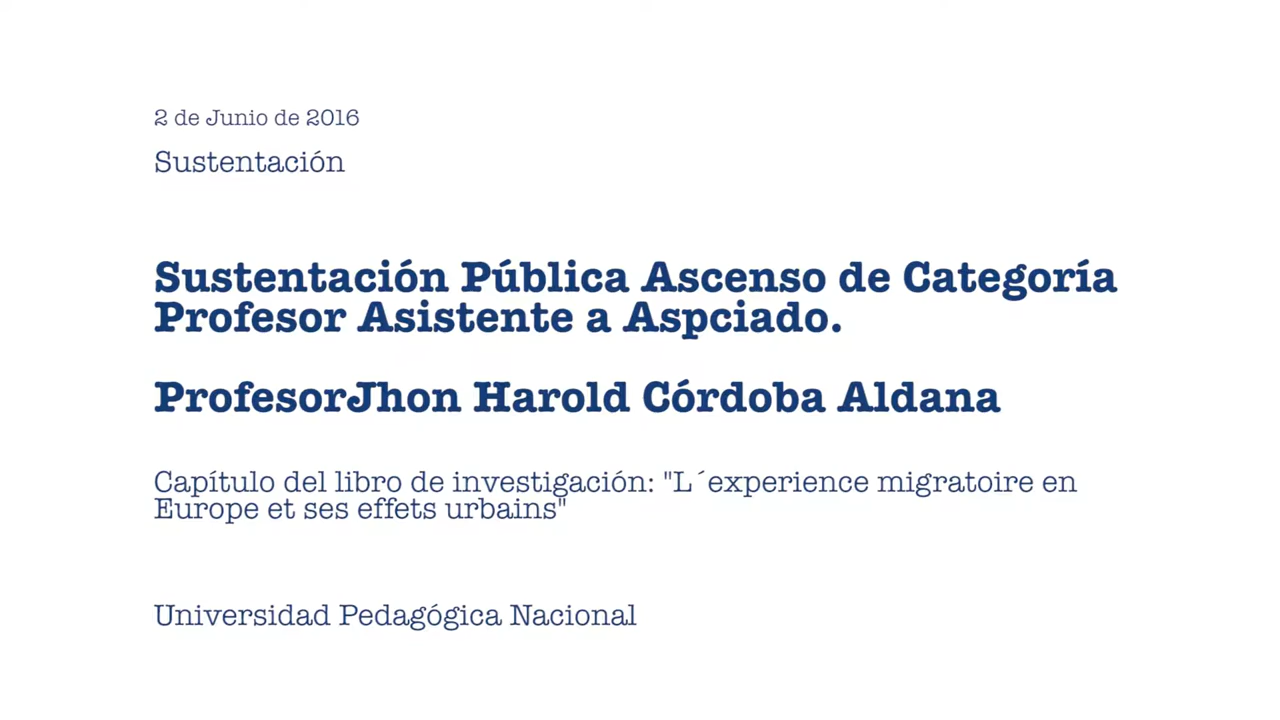 2 de Junio de 2016
Sustentación
Sustentación Pública Ascenso de Categoría
Profesor Asistente a Aspciado.
ProfesorJhon Harold Córdoba Aldana
Capítulo del libro de investigación: "L´experience migratoire en
Europe et ses effets urbains"
Universidad Pedagógica Nacional